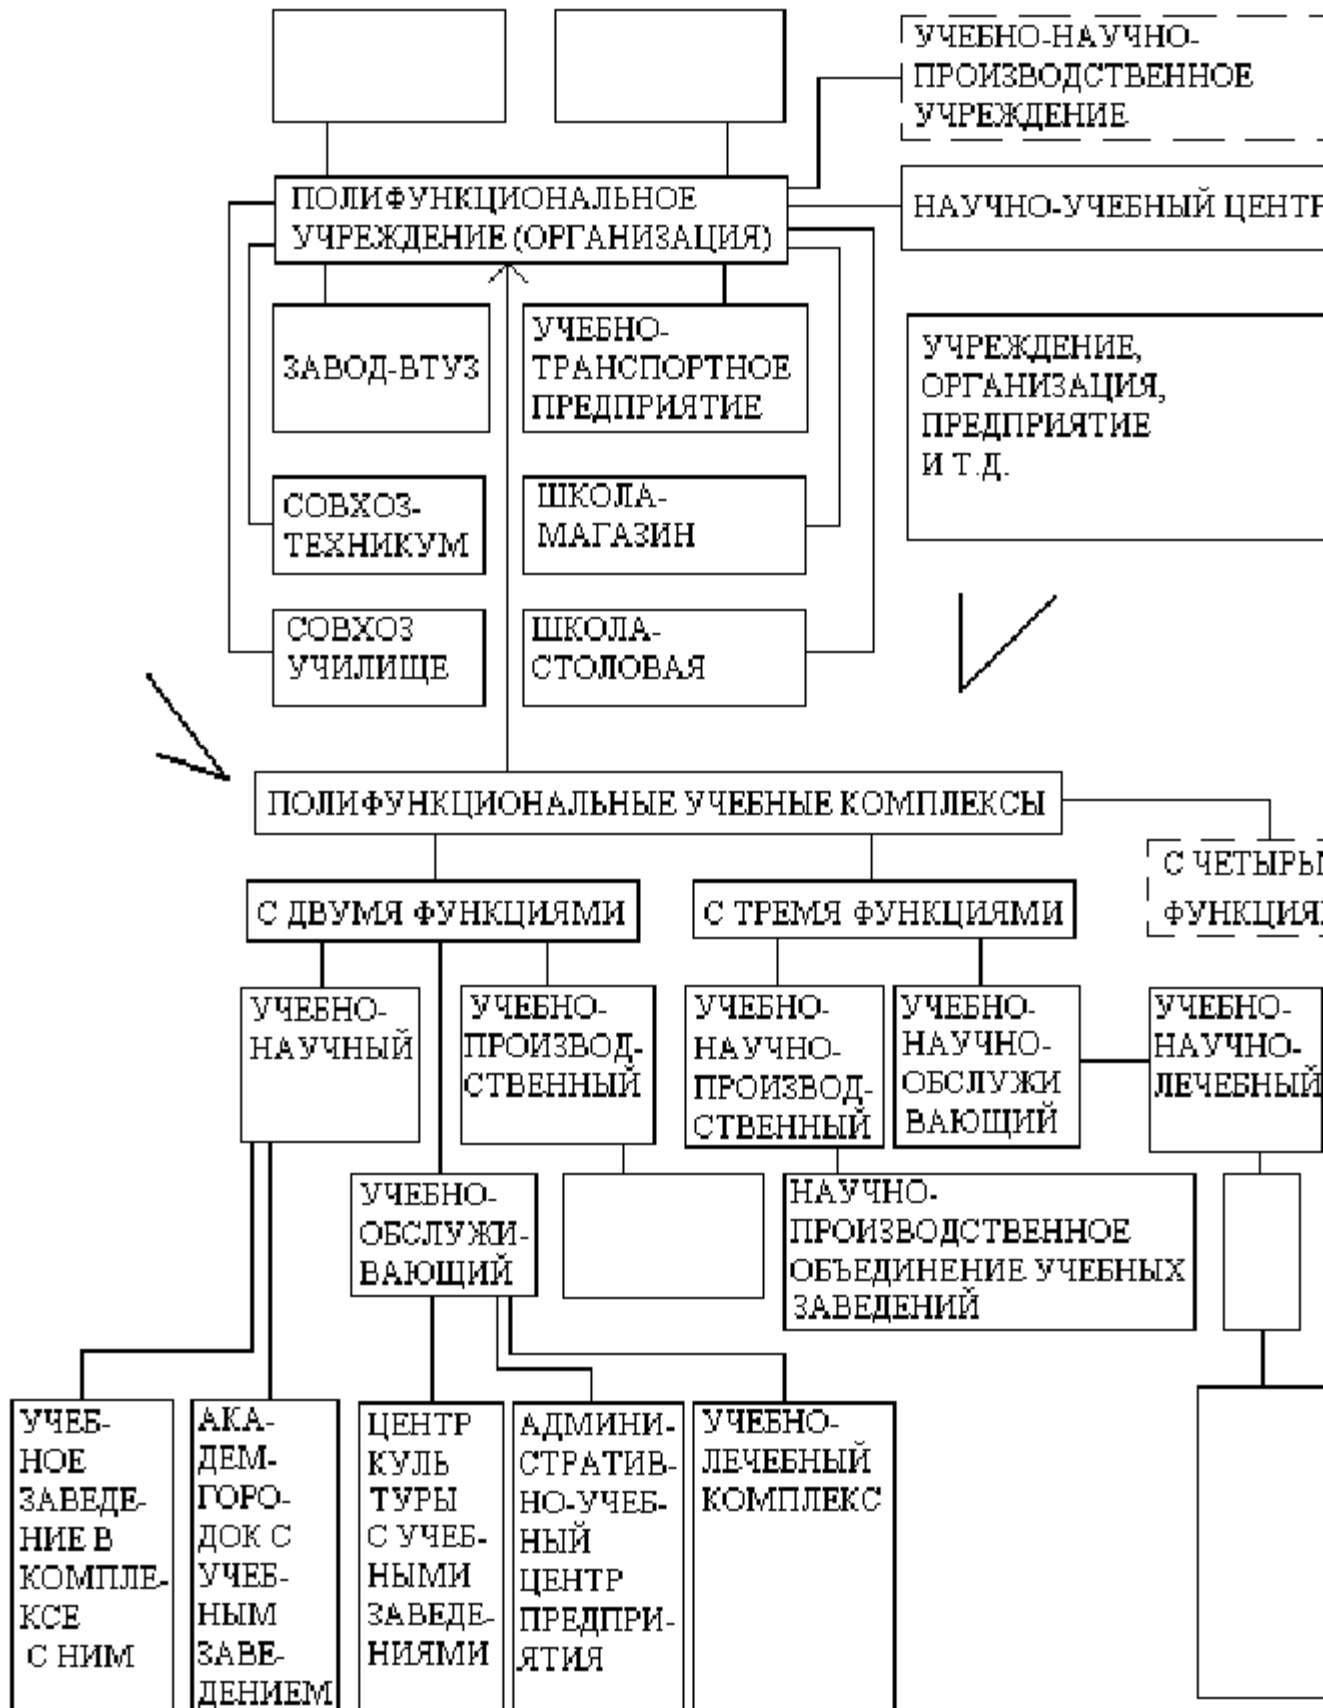 УЧЕБНО-НАУЧНО-
ПРОИЗВОДСТВЕННОЕ
УЧРЕЖДЕНИЕ
ПОЛИФУНКЦИОНАЛЬНОЕ
УЧРЕЖДЕНИЕ (ОРГАНИЗАЦИЯ)
НАУЧНО-УЧЕБНЫЙ ЦЕНТР
ЗАВОД-ВТУЗ
УЧЕБНО-
ТРАНСПОРТНОЕ
ПРЕДПРИЯТИЕ
УЧРЕЖДЕНИЕ,
ОРГАНИЗАЦИЯ,
ПРЕДПРИЯТИЕ
И Т.Д.
СОВХОЗ-
ТЕХНИКУМ
ШКОЛА-
МАГАЗИН
СОВХОЗ
УЧИЛИЩЕ
ШКОЛА-
СТОЛОВАЯ
ПОЛИФУНКЦИОНАЛЬНЫЕ УЧЕБНЫЕ КОМПЛЕКСЫ
С ДВУМЯ ФУНКЦИЯМИ
С ТРЕМЯ ФУНКЦИЯМИ
С
УЧЕБНО-
НАУЧНЫЙ
УЧЕБНО-
ПРОИЗВОД-
СТВЕННЫЙ
УЧЕБНО-
НАУЧНО-
ПРОИЗВОД-
СТВЕННЫЙ
УЧЕБНО-
НАУЧНО-
ОБСЛУЖИ
ВАЮЩИЙ
УЧЕБНО-
НАУЧНО-
ЛЕЧЕБНЫЙ
УЧЕБНО-
ОБСЛУЖИ-
ВАЮЩИЙ
НАУЧНО-
ПРОИЗВОДСТВЕННОЕ
ОБЪЕДИНЕНИЕ УЧЕБНЫХ
ЗАВЕДЕНИЙ
УЧЕБ-
НОЕ
ЗАВЕДЕ-
НИЕ В
КОМПЛЕ-
КСЕ
С НИМ
АКА-
ДЕМ-
ГОРО-
ДОК С
УЧЕБ-
НЫМ
ЗАВЕ-
ДЕНИЕМ
ЦЕНТР
КУЛЬ
ТУРЫ
С УЧЕБ-
НЫМИ
ЗАВЕДЕ-
НИЯМИ
АДМИНИ-
СТРАТИВ-
НО-УЧЕБ-
НЫЙ
ЦЕНТР
ПРЕДПРИ-
ЯТИЯ
УЧЕБНО-
ЛЕЧЕБНЫЙ
КОМПЛЕКС